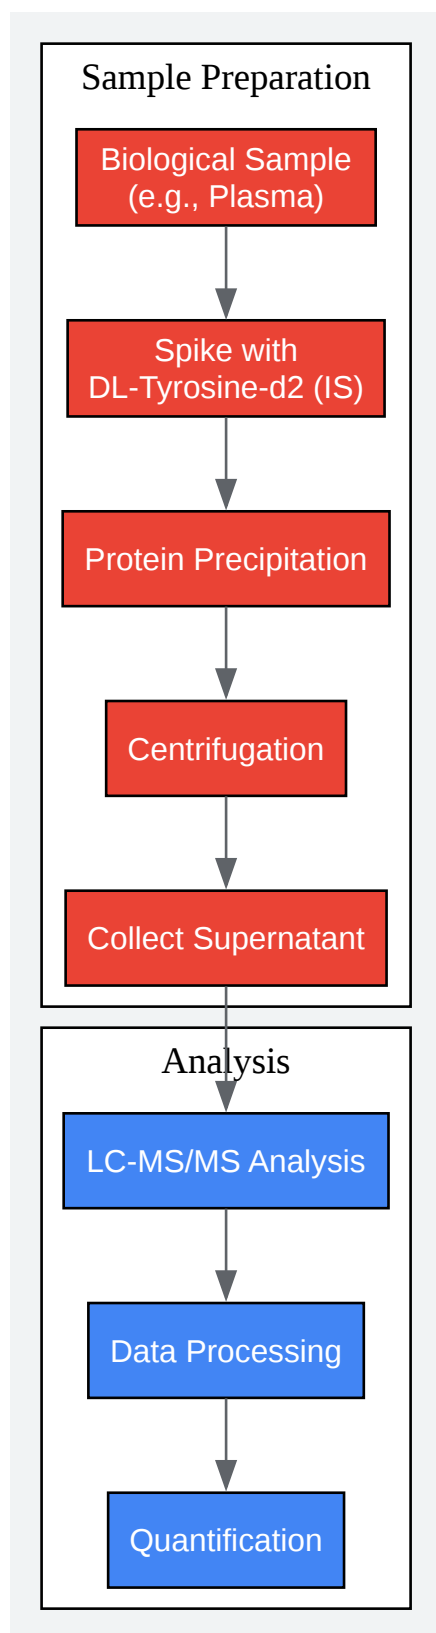 Sample Preparation
Biological Sample
(e.g., Plasma)
Spike with
DL-Tyrosine-d2 (IS)
Protein Precipitation
Centrifugation
Collect Supernatant
Analysis
LC-MS/MS Analysis
Data Processing
Quantification